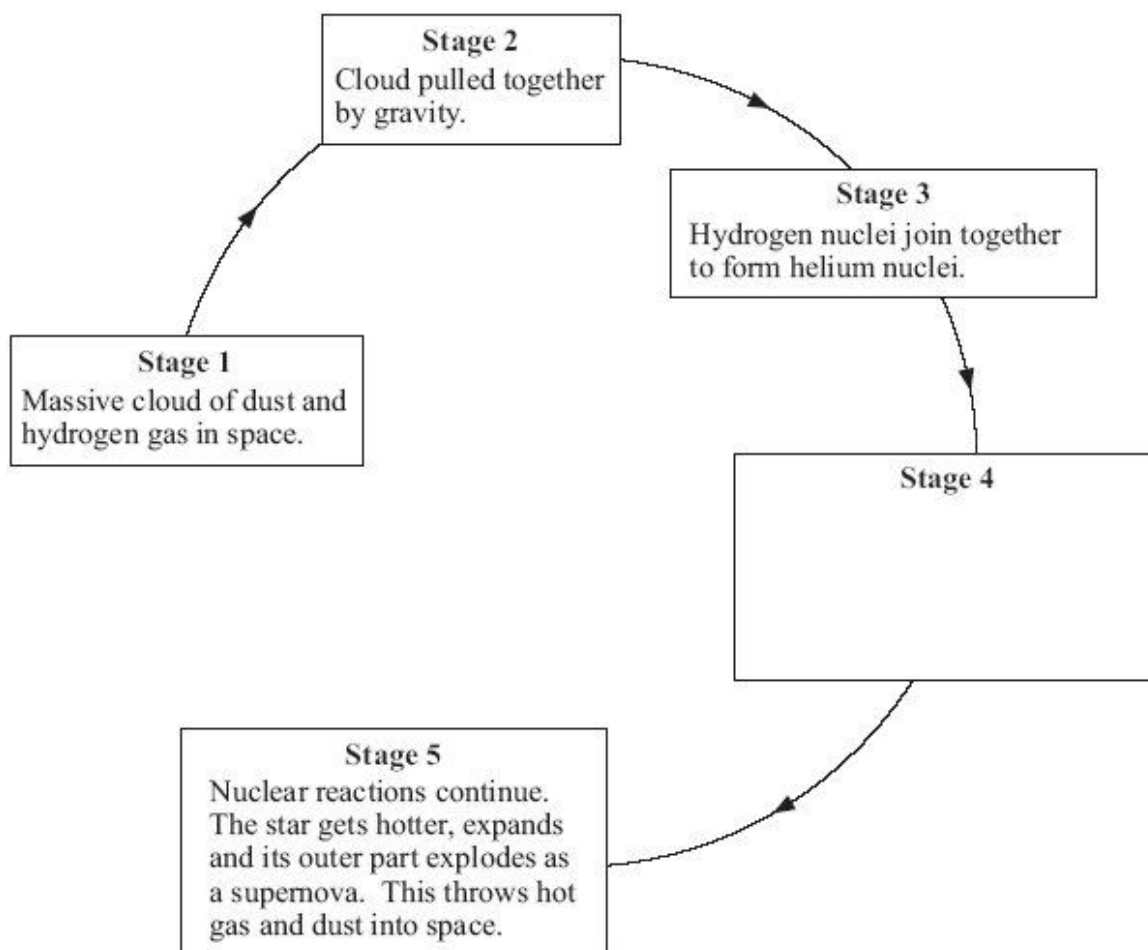 Stage 1
Massive cloud of dust and
hydrogen gas in space.
Stage 2
Cloud pulled together
by gravity.
Stage 3
Hydrogen nuclei join together
to form helium nuclei.
Stage 4
Stage 5
Nuclear reactions continue.
The star gets hotter, expands
and its outer part explodes as
a supernova. This throws hot
gas and dust into space.